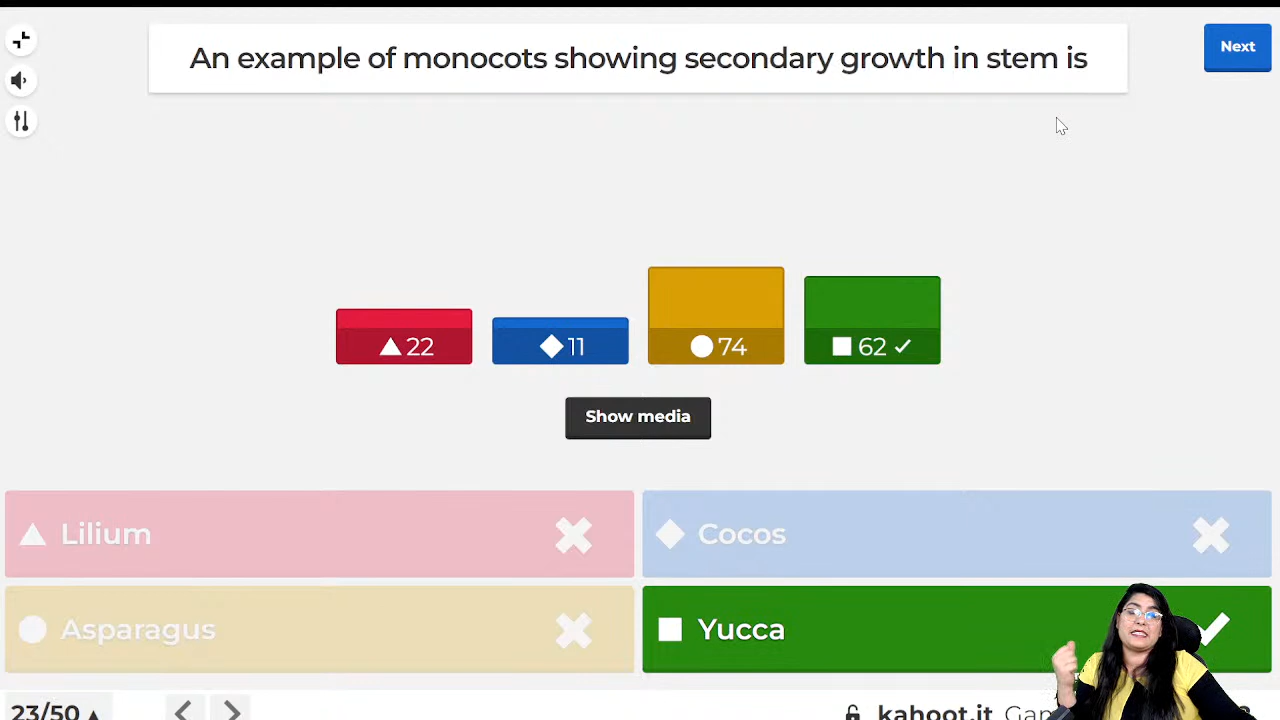 An example of monocots showing secondary growth in stem is
Next
22
11
74
62
Show media
Lilium
Cocos
Asparagus
Yucca
23/50
kahoot.it